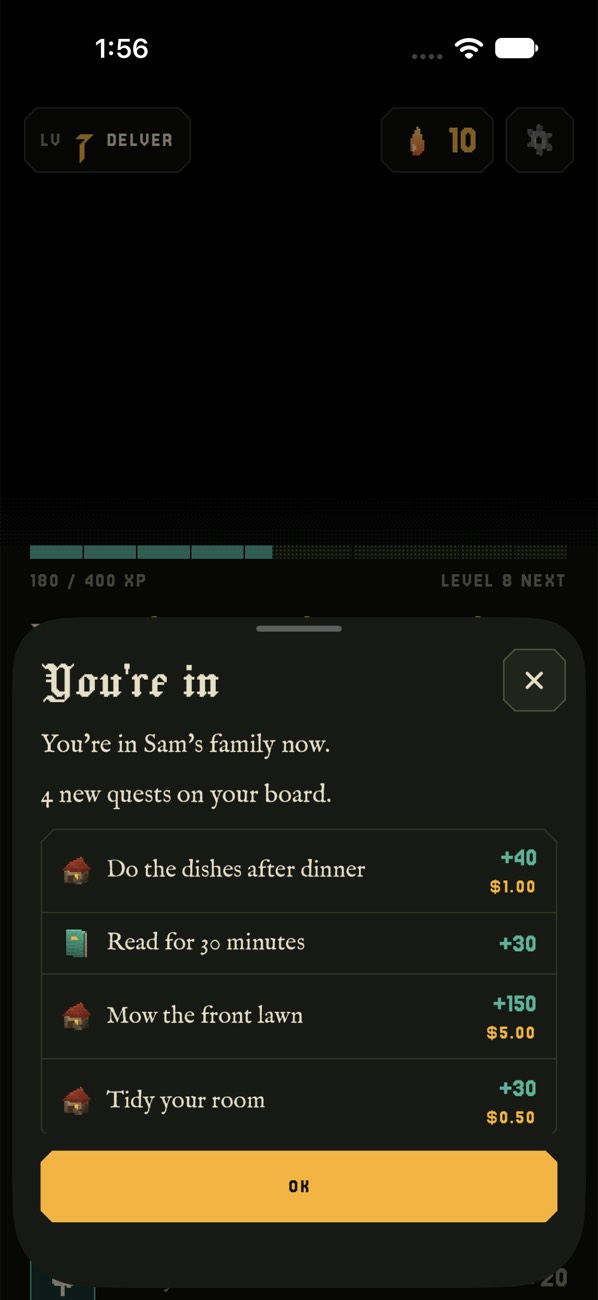 1:56
LV 7 DELVER
10
180 / 400 XP
LEVEL 8 NEXT
You're in
You're in Sam's family now.
4 new quests on your board.
Do the dishes after dinner
+40
$1.00
Read for 30 minutes
+30
Mow the front lawn
+150
$5.00
Tidy your room
+30
$0.50
OK
20